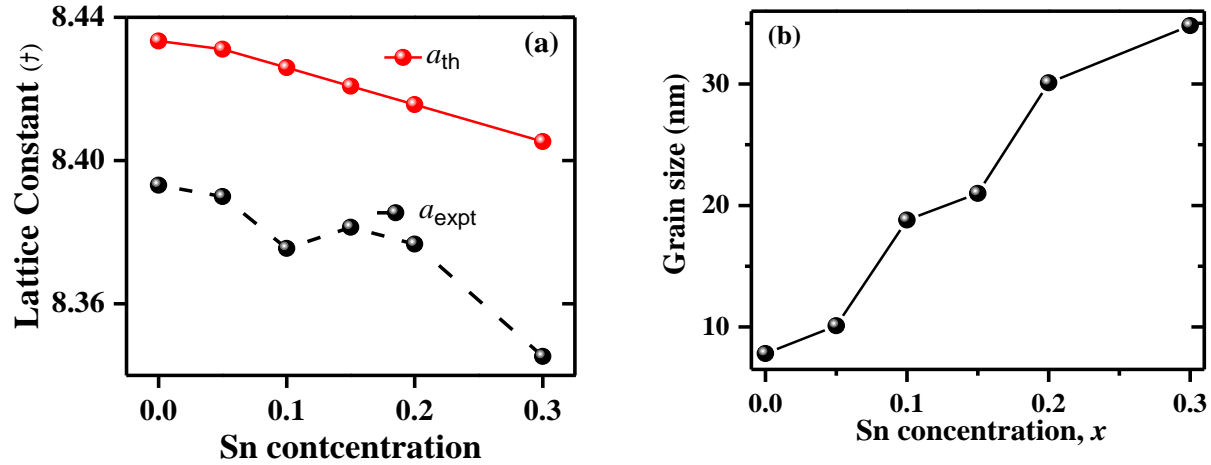 8.44
8.40
8.36
Lattice Constant (†)
(a)
a_th
a_expt
0.0 0.1 0.2 0.3
Sn contcentration
(b)
30
20
10
Grain size (nm)
0.0 0.1 0.2 0.3
Sn concentration, x